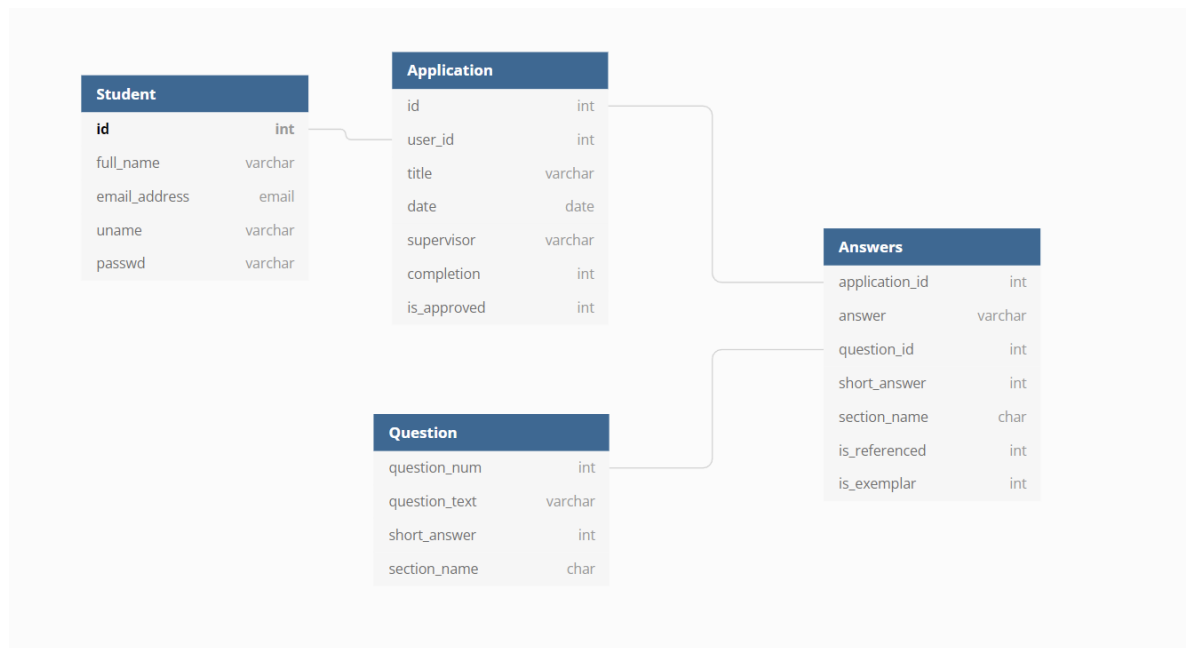 Student
id int
full_name varchar
email_address email
uname varchar
passwd varchar
Application
id int
user_id int
title varchar
date date
supervisor varchar
completion int
is_approved int
Answers
application_id int
answer varchar
question_id int
short_answer int
section_name char
is_referenced int
is_exemplar int
Question
question_num int
question_text varchar
short_answer int
section_name char